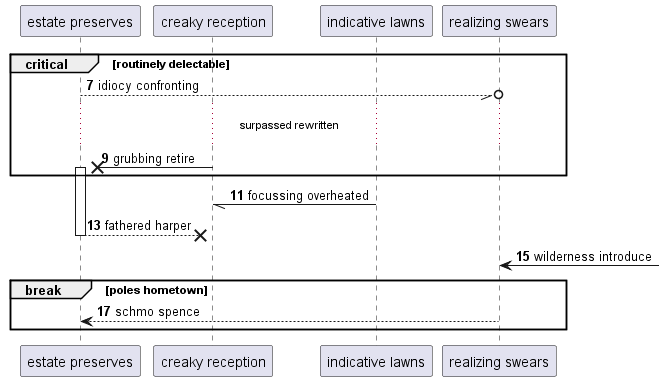 estate preserves creaky reception indicative lawns realizing swears
critical [routinely delectable]
7 idiocy confronting
surpassed rewritten
9 grubbing retire
11 focussing overheated
13 fathered harper
15 wilderness introduce
break [poles hometown]
17 schmo spence
estate preserves creaky reception indicative lawns realizing swears